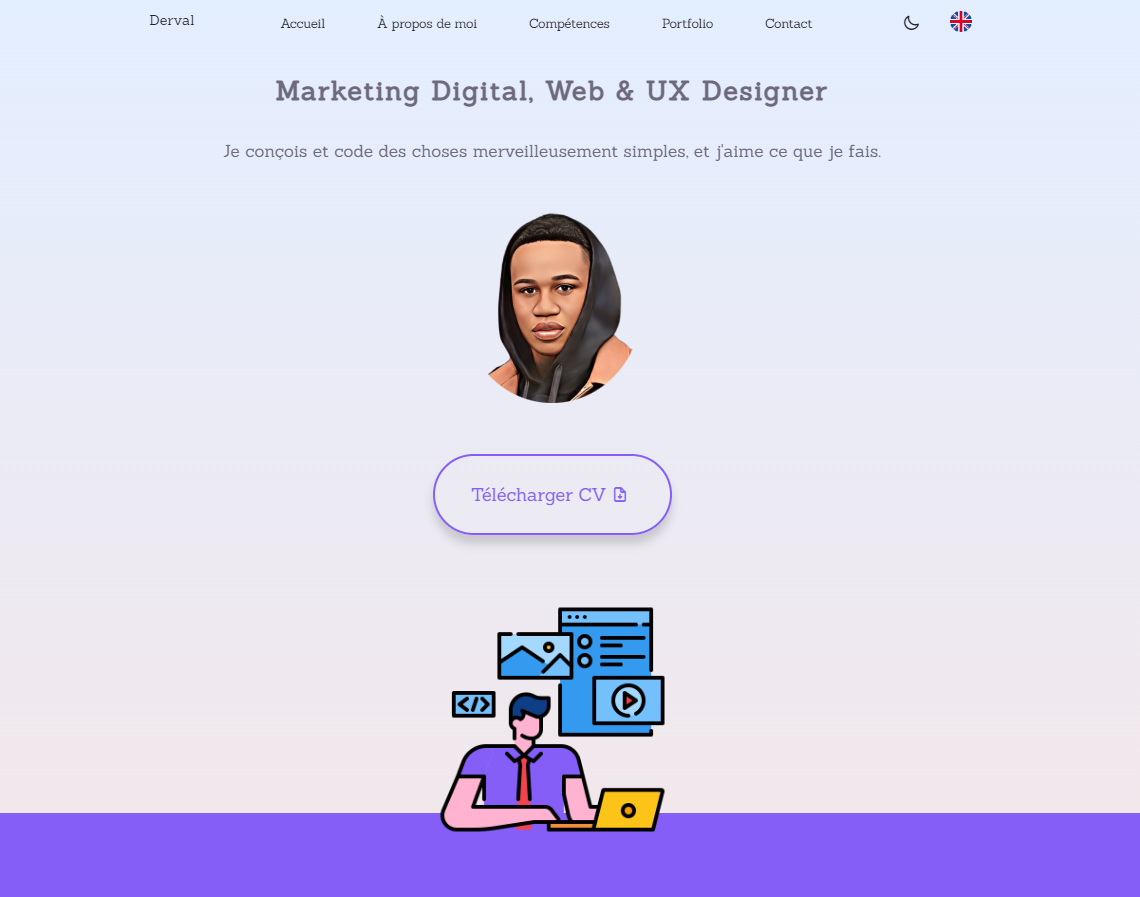 Derval
Accueil
À propos de moi
Compétences
Portfolio
Contact
Marketing Digital, Web & UX Designer
Je conçois et code des choses merveilleusement simples, et j'aime ce que je fais.
Télécharger CV
</>